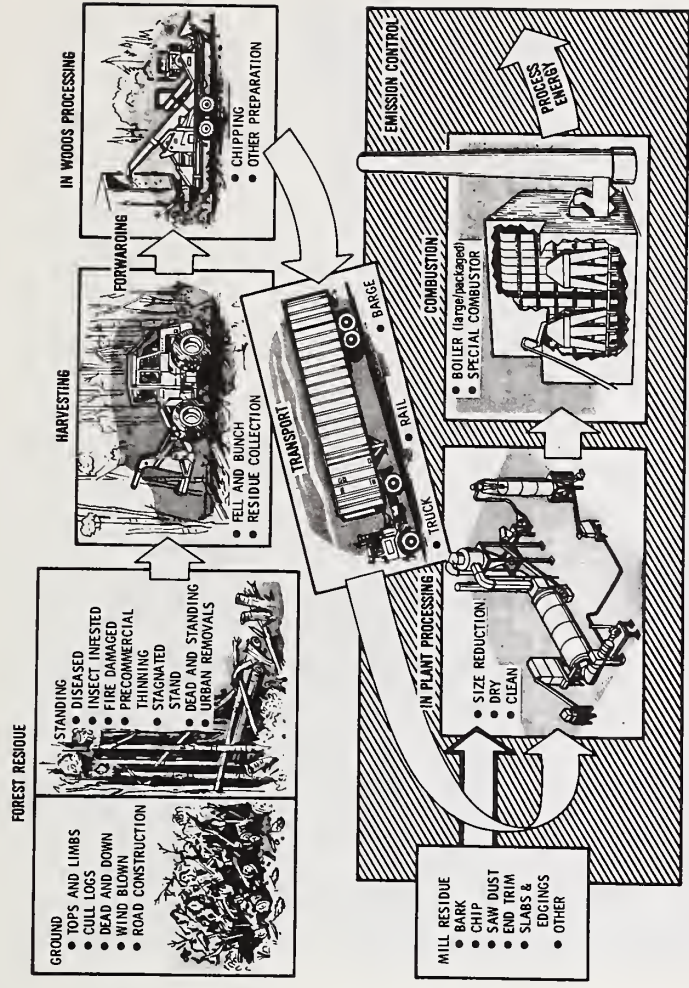 FOREST RESIQUE
GROUND
• TOPS AND LIMBS
• CULL LOGS
• DEAD AND DOWN
• WIND BLOWN
• ROAD CONSTRUCTION
STANDING
• DISEASED
• INSECT INFESTED
• FIRE DAMAGED
• PRECOMMERCIAL
THINNING
• STAGNATED
STAND
• DEAD AND STANDING
• URBAN REMOVALS
HARVESTING
• FELL AND BUNCH
• RESIDUE COLLECTION
FORWARDING
IN WOODS PROCESSING
• CHIPPING
• OTHER PREPARATION
TRANSPORT
• TRUCK
• RAIL
• BARGE
MILL RESIDUE
• BARK
• CHIP
• SAW DUST
• END TRIM
• SLABS &
EDGINGS
• OTHER
IN PLANT PROCESSING
• SIZE REDUCTION
• DRY
• CLEAN
COMBUSTION
• BOILER (large/packaged)
• SPECIAL COMBUSTOR
EMISSION CONTROL
PROCESS
ENERGY